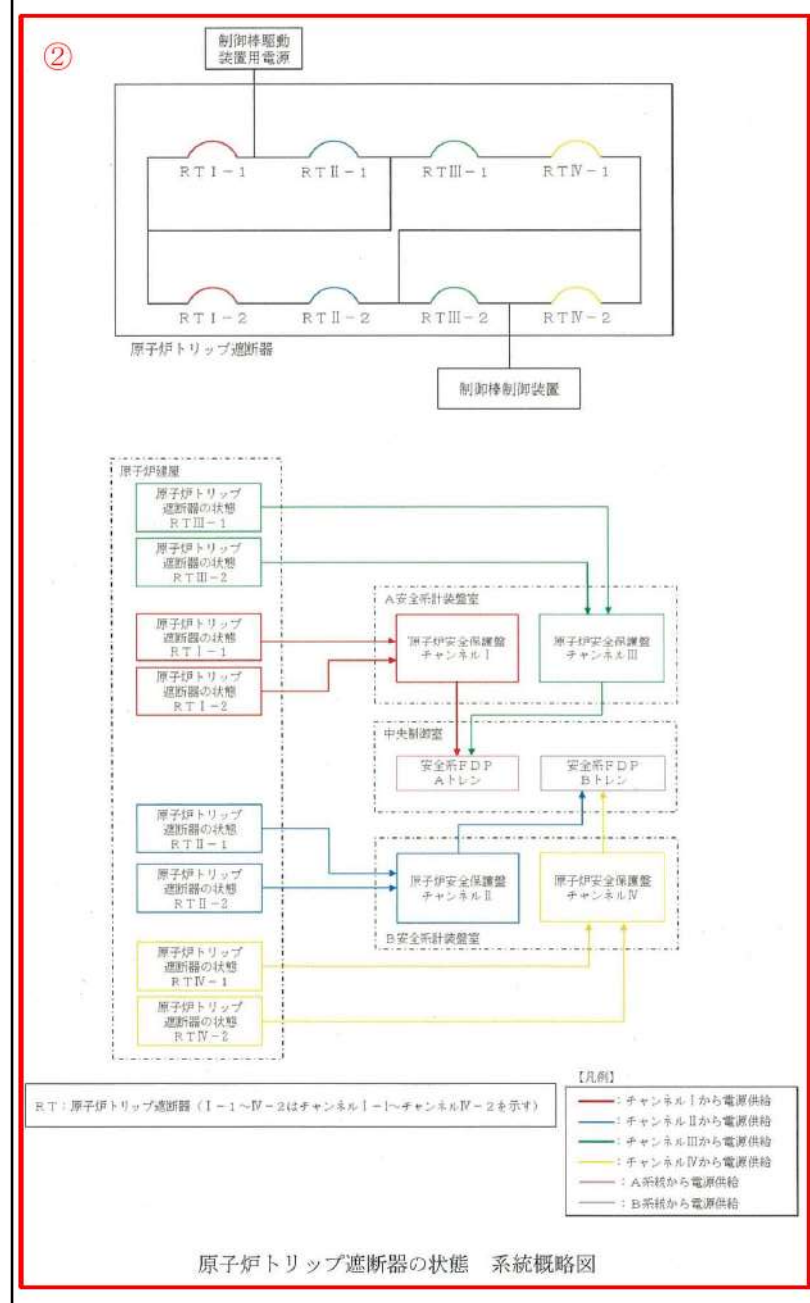 ②
制御棒駆動
装置用電源
RTⅠ-1
RTⅡ-1
RTⅢ-1
RTⅣ-1
RTⅠ-2
RTⅡ-2
RTⅢ-2
RTⅣ-2
原子炉トリップ遮断器
制御棒制御装置
原子炉建屋
原子炉トリップ
遮断器の状態
RTⅢ-1
原子炉トリップ
遮断器の状態
RTⅢ-2
原子炉トリップ
遮断器の状態
RTⅠ-1
原子炉トリップ
遮断器の状態
RTⅠ-2
A安全系計装盤室
原子炉安全保護盤
チャンネルⅠ
原子炉安全保護盤
チャンネルⅢ
中央制御室
安全系FDP
Aトレン
安全系FDP
Bトレン
原子炉トリップ
遮断器の状態
RTⅡ-1
原子炉トリップ
遮断器の状態
RTⅡ-2
原子炉安全保護盤
チャンネルⅡ
原子炉安全保護盤
チャンネルⅣ
B安全系計装盤室
原子炉トリップ
遮断器の状態
RTⅣ-1
原子炉トリップ
遮断器の状態
RTⅣ-2
RT:原子炉トリップ遮断器(Ⅰ-1~Ⅳ-2はチャンネルⅠ-1~チャンネルⅣ-2を示す)
【凡例】
:チャンネルⅠから電源供給
:チャンネルⅡから電源供給
:チャンネルⅢから電源供給
:チャンネルⅣから電源供給
:A系統から電源供給
:B系統から電源供給
原子炉トリップ遮断器の状態 系統概略図